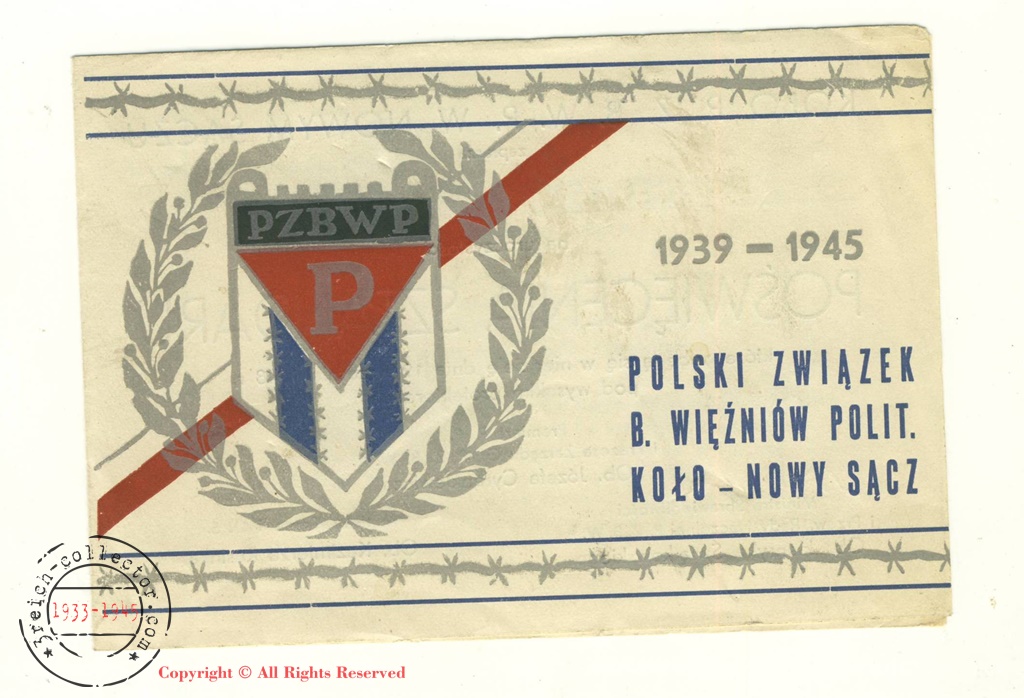 PZBWP
P
1939 – 1945
POLSKI ZWIĄZEK
B. WIĘŹNIÓW POLIT.
KOŁO – NOWY SĄCZ
*3reich-collector.com*
1933-1945
Copyright © All Rights Reserved